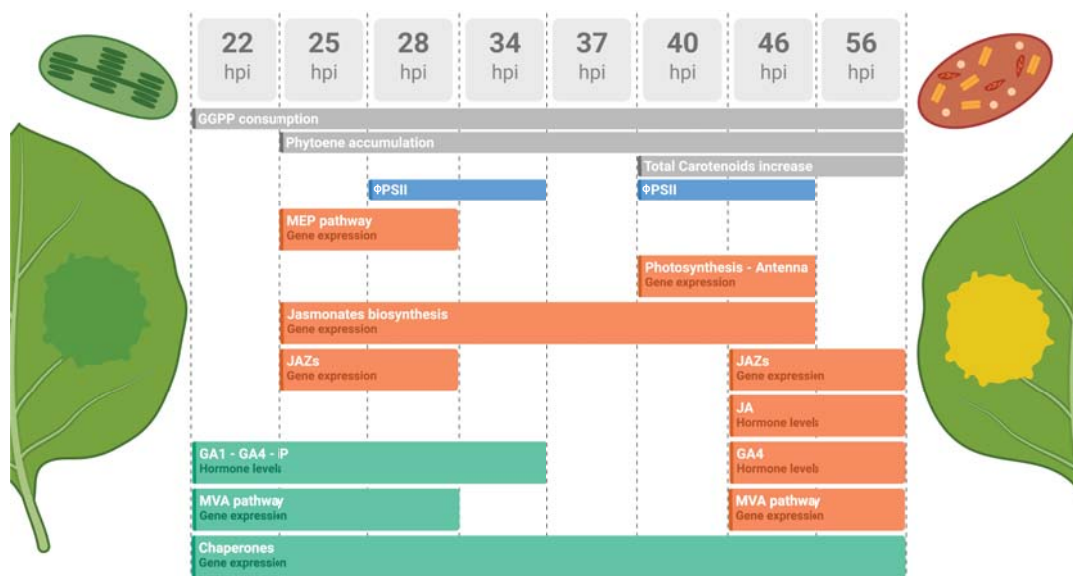 22 25 28 34 37 40 46 56
hpi hpi hpi hpi hpi hpi hpi hpi
GGPP consumption
Phytoene accumulation
Total Carotenoids increase
ΦPSII ΦPSII
MEP pathway
Gene expression
Photosynthesis - Antenna
Gene expression
Jasmonates biosynthesis
Gene expression
JAZs JAZs
Gene expression Gene expression
JA
Hormone levels
GA1 - GA4 - iP GA4
Hormone levels Hormone levels
MVA pathway MVA pathway
Gene expression Gene expression
Chaperones
Gene expression